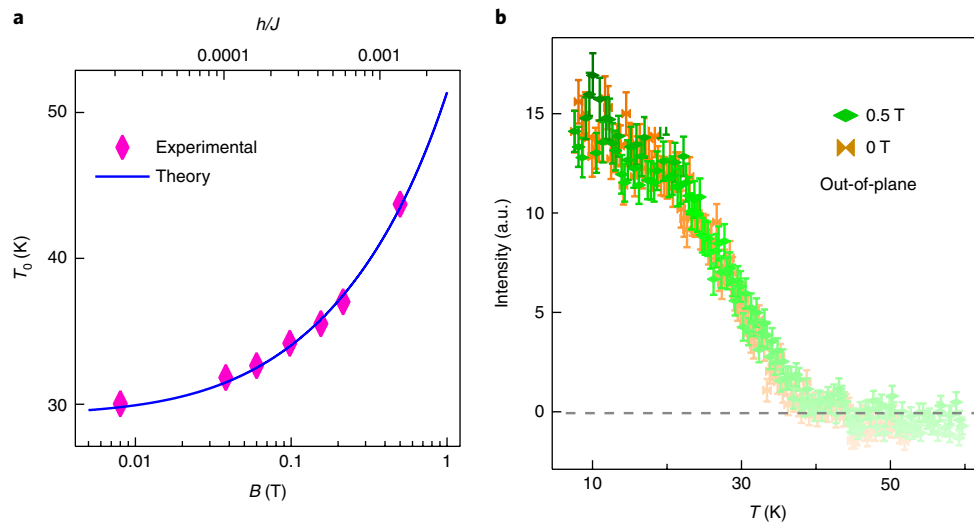 a
h/J
0.0001 0.001
50
40
30
T₀ (K)
Experimental
Theory
0.01 0.1 1
B (T)
b
15
10
5
0
Intensity (a.u.)
0.5 T
0 T
Out-of-plane
10 30 50
T (K)